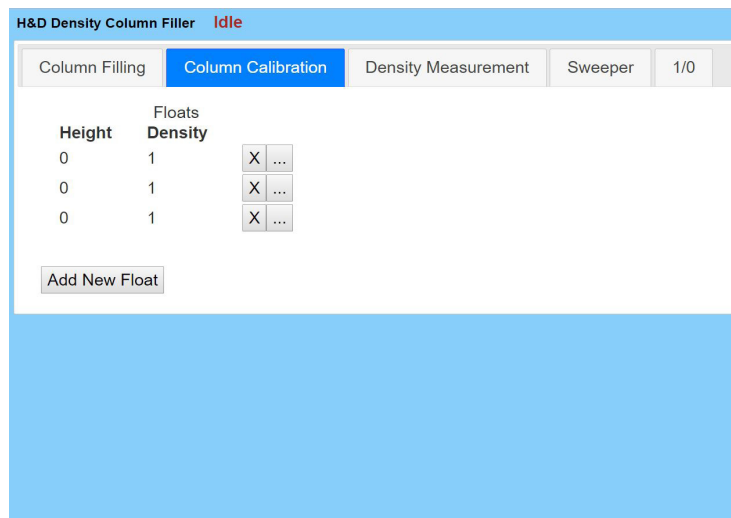 H&D Density Column Filler Idle
Column Filling Column Calibration Density Measurement Sweeper 1/0
Floats
Height Density
0 1 X ...
0 1 X ...
0 1 X ...
Add New Float